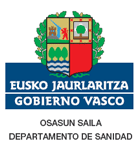 EUSKO JAURLARITZA
GOBIERNO VASCO
OSASUN SAILA
DEPARTAMENTO DE SANIDAD